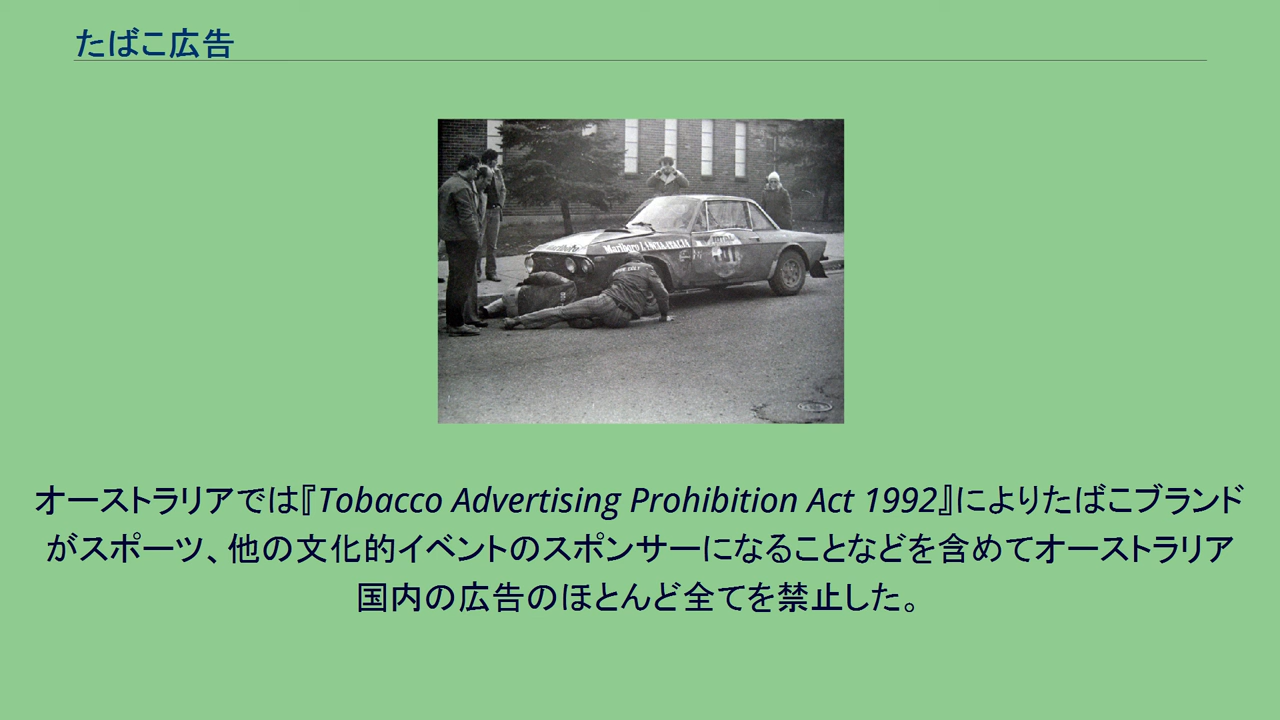 たばこ広告
Marlboro LANCIA ITALIA
オーストラリアでは『Tobacco Advertising Prohibition Act 1992』によりたばこブランド
がスポーツ、他の文化的イベントのスポンサーになることなどを含めてオーストラリア
国内の広告のほとんど全てを禁止した。